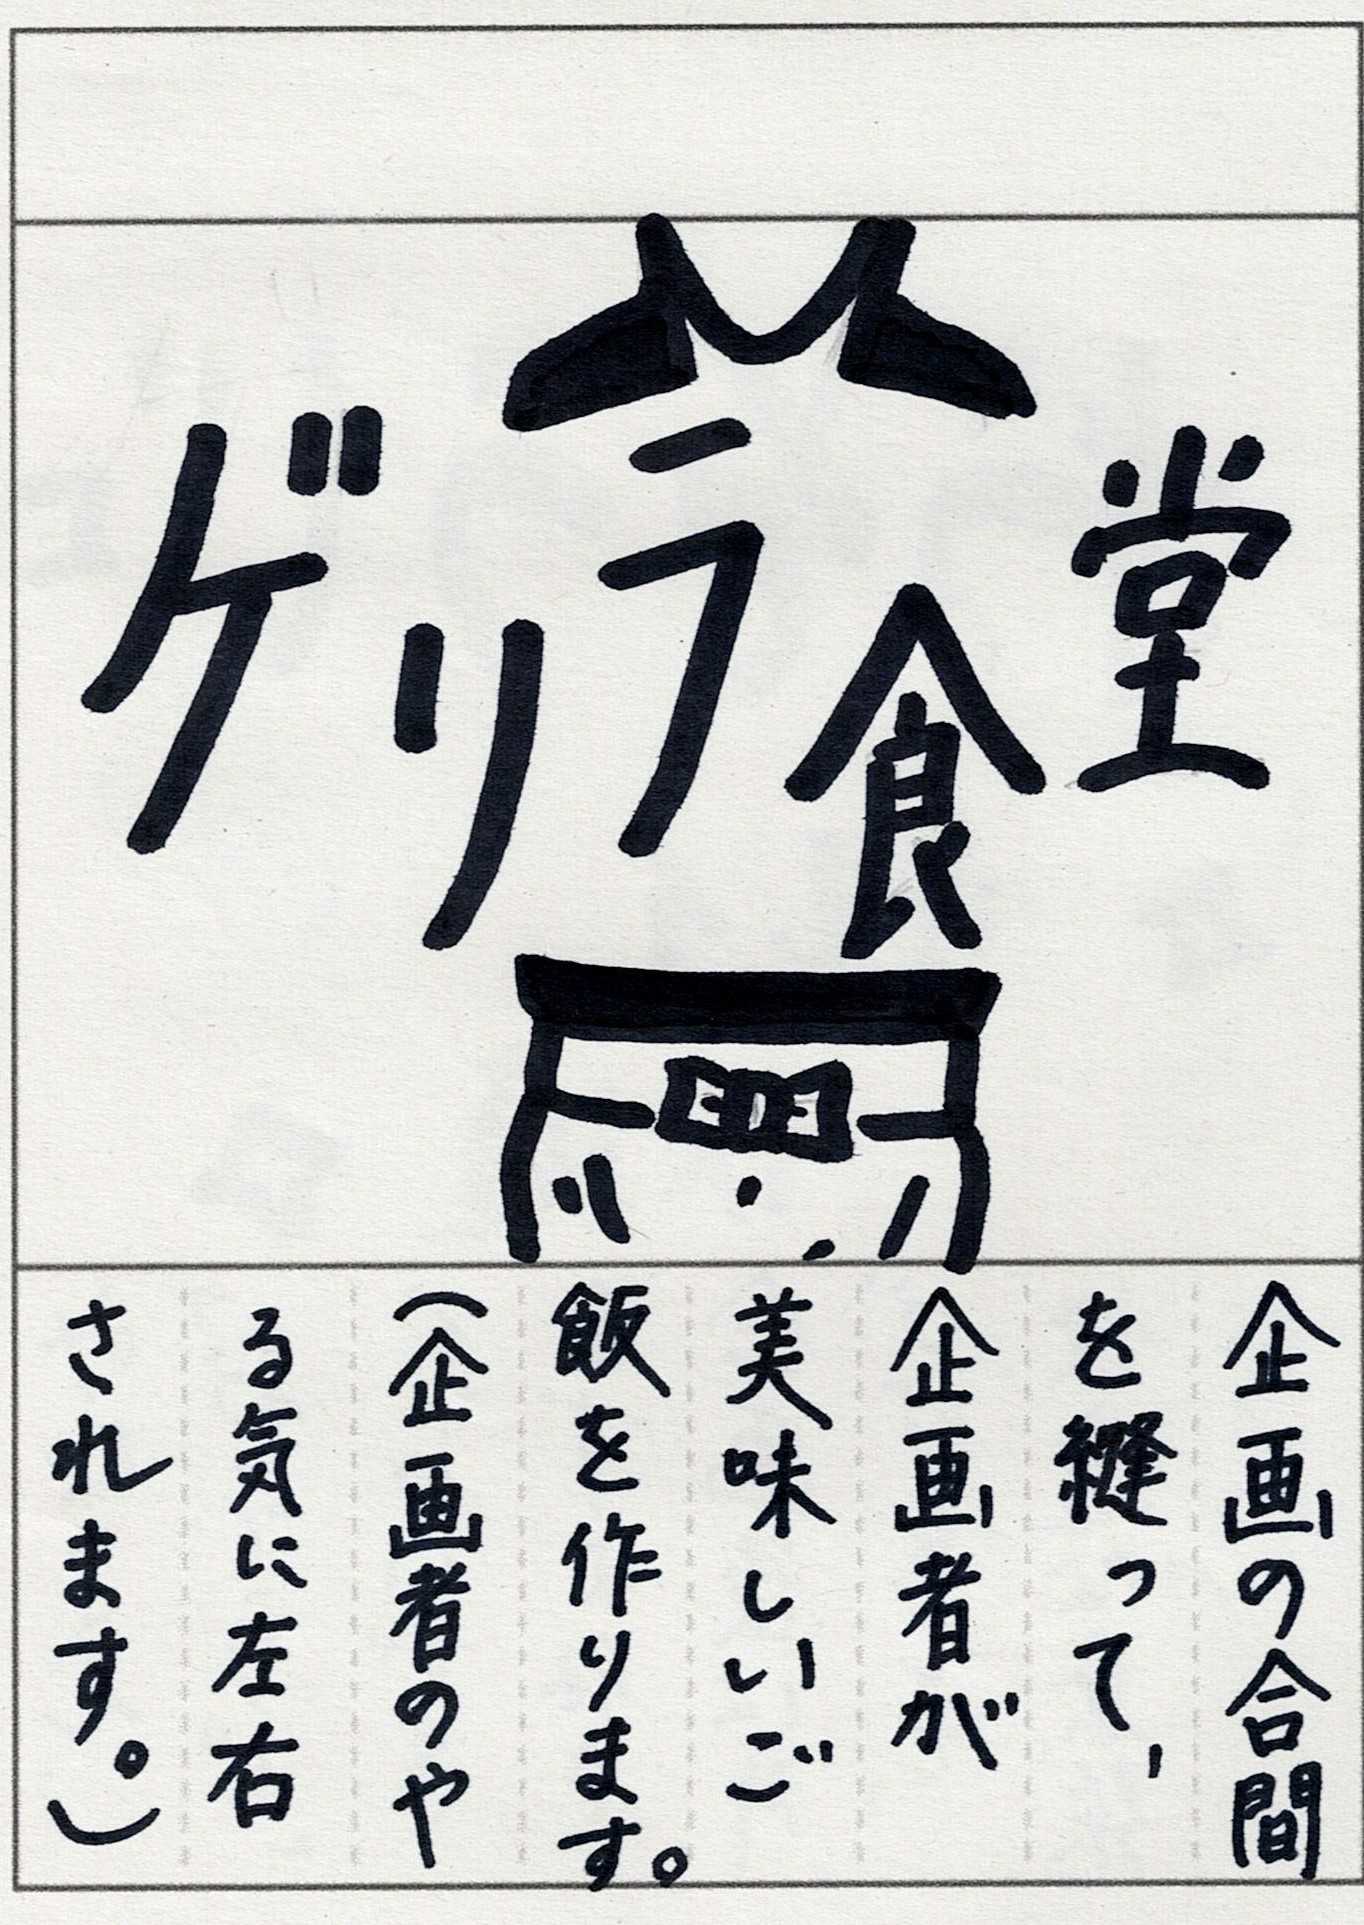 ゲリラ食堂
企画の合間
を縫って、
企画者が
美味しいご
飯を作ります。
(企画者のや
る気に左右
されます。)